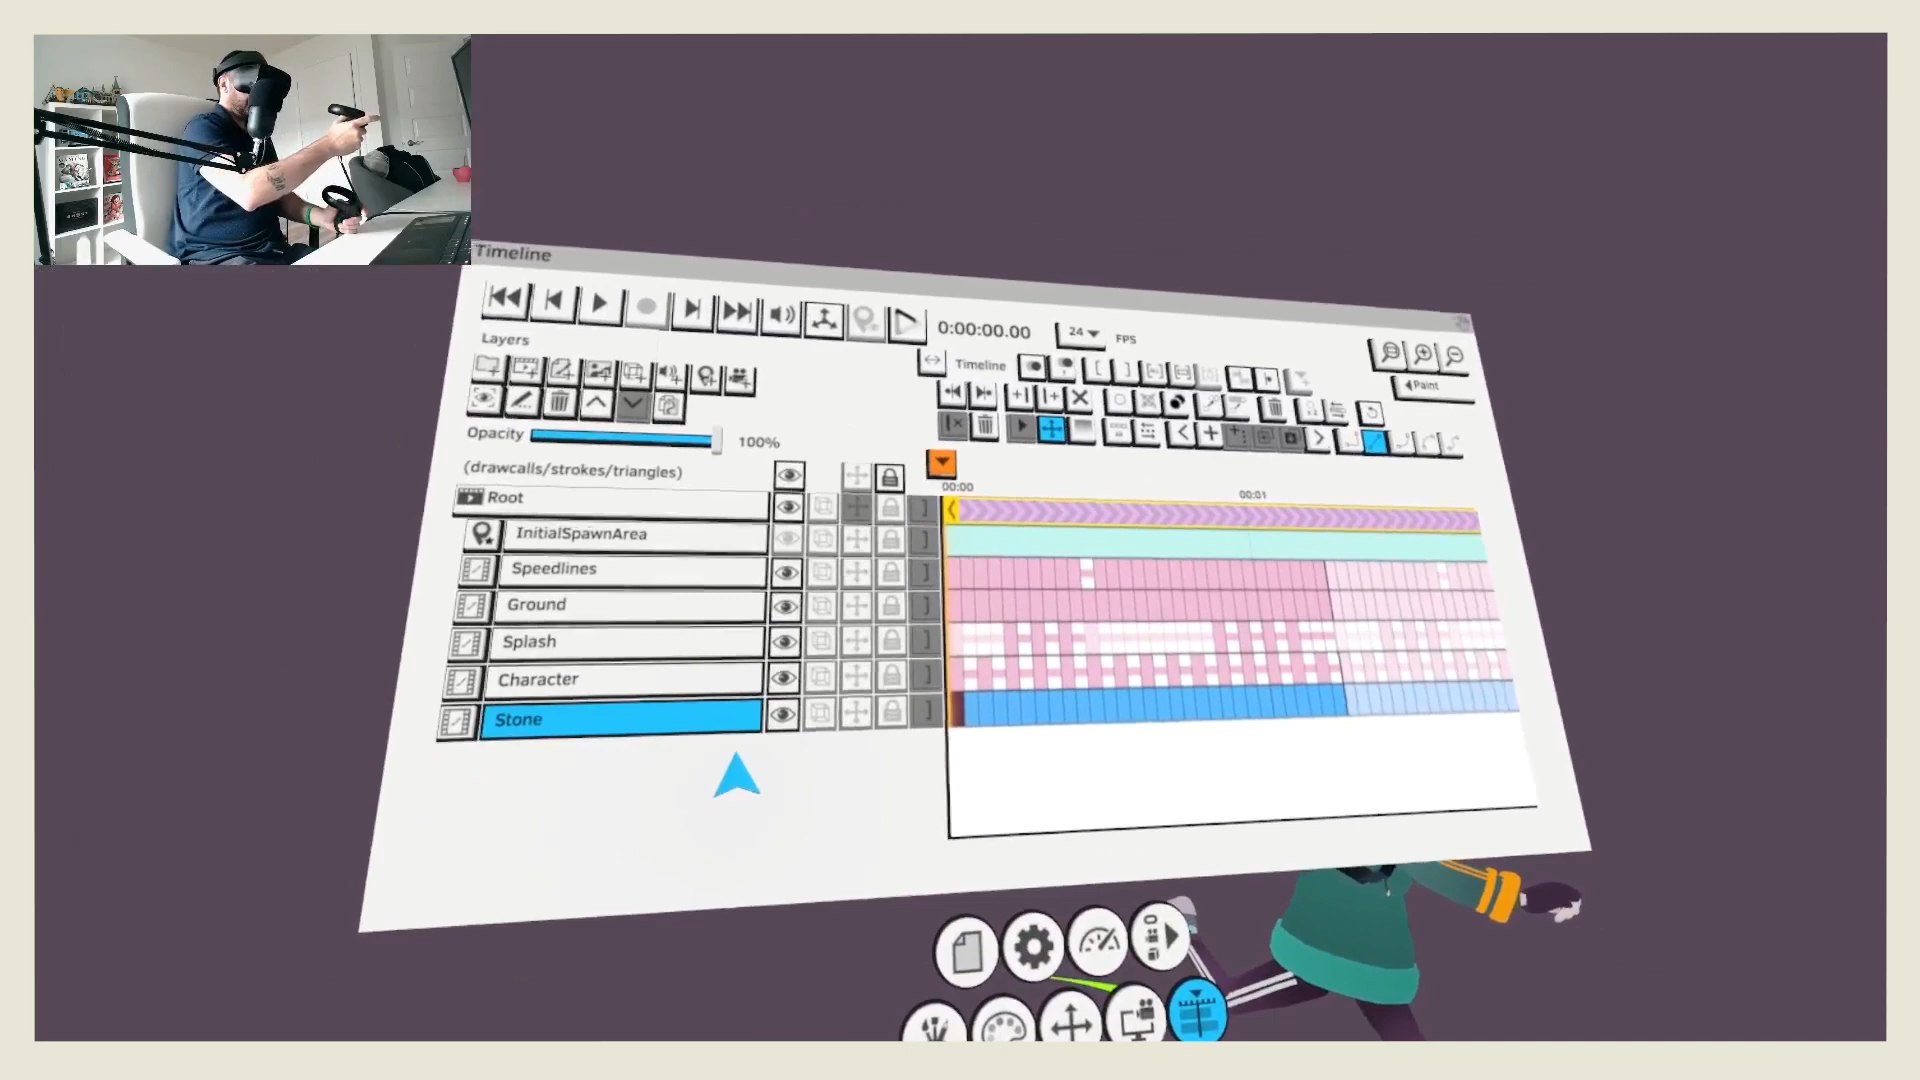 Timeline
0:00:00.00
24
FPS
Layers
Timeline
Paint
Opacity
100%
(drawcalls/strokes/triangles)
00:00
00:01
Root
InitialSpawnArea
Speedlines
Ground
Splash
Character
Stone